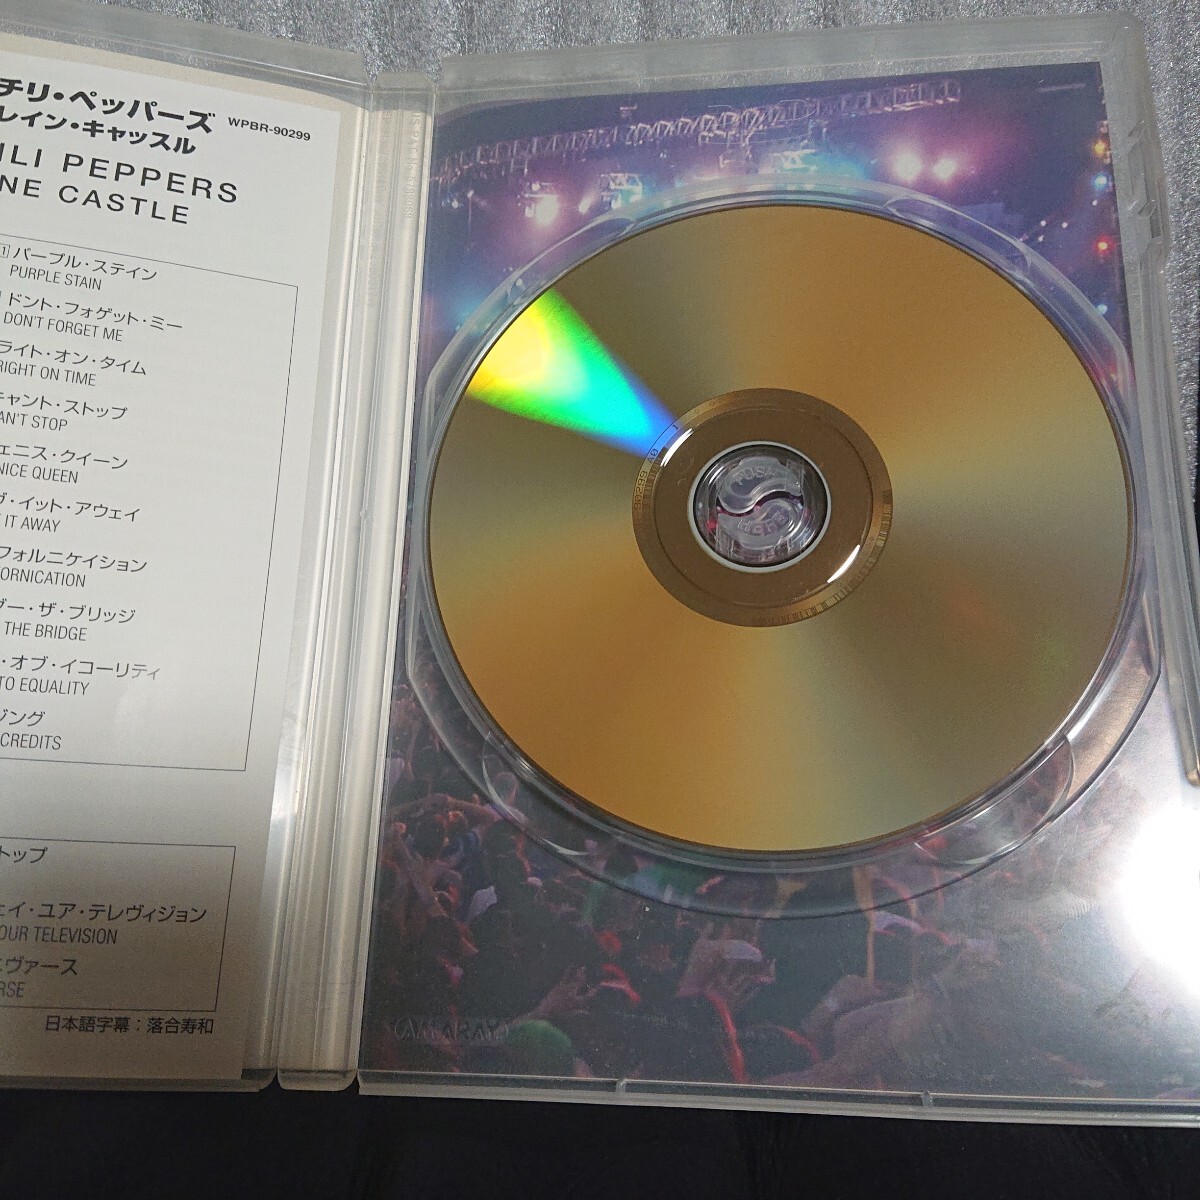 チリ・ペッパーズ
レイン・キャッスル
WPBR-90299
ILI PEPPERS
NE CASTLE
1 パープル・ステイン
PURPLE STAIN
ドント・フォゲット・ミー
DON'T FORGET ME
ライト・オン・タイム
RIGHT ON TIME
キャント・ストップ
AN'T STOP
ェニス・クイーン
NICE QUEEN
ヴ・イット・アウェイ
IT AWAY
フォルニケイション
ORNICATION
ダー・ザ・ブリッジ
THE BRIDGE
・オブ・イコーリティ
TO EQUALITY
ジング
CREDITS
トップ
ェイ・ユア・テレヴィジョン
OUR TELEVISION
ニヴァース
RSE
日本語字幕：落合寿和
PUSH
HERE
AMARAY